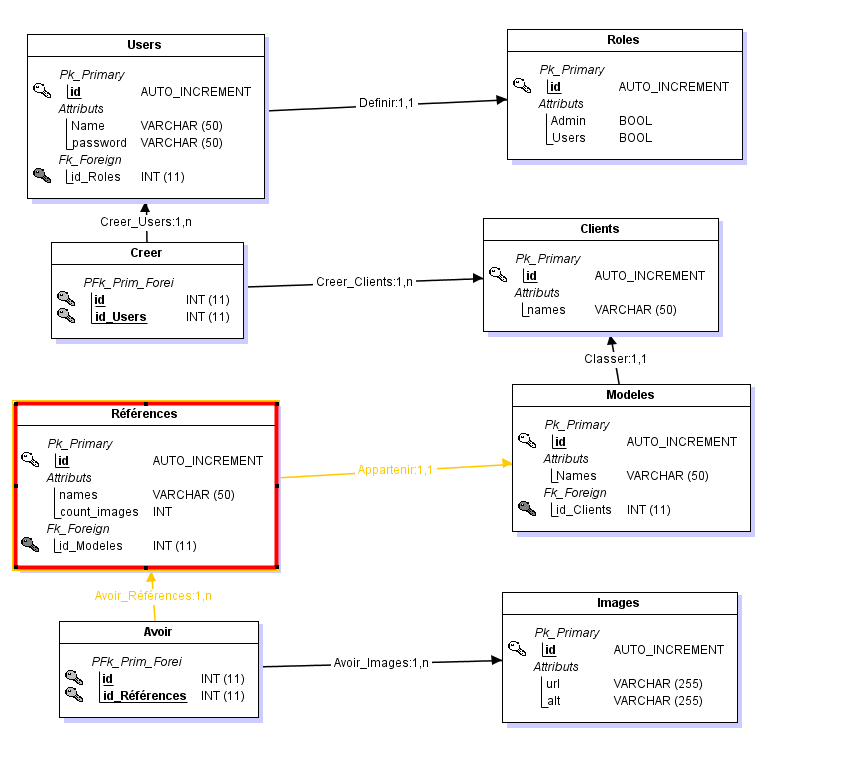 Users
Pk_Primary
id AUTO_INCREMENT
Attributs
Name VARCHAR (50)
password VARCHAR (50)
Fk_Foreign
id_Roles INT (11)
Definir:1,1
Roles
Pk_Primary
id AUTO_INCREMENT
Attributs
Admin BOOL
Users BOOL
Creer_Users:1,n
Creer
PFk_Prim_Forei
id INT (11)
id_Users INT (11)
Creer_Clients:1,n
Clients
Pk_Primary
id AUTO_INCREMENT
Attributs
names VARCHAR (50)
Classer:1,1
Références
Pk_Primary
id AUTO_INCREMENT
Attributs
names VARCHAR (50)
count_images INT
Fk_Foreign
id_Modeles INT (11)
Appartenir:1,1
Modeles
Pk_Primary
id AUTO_INCREMENT
Attributs
Names VARCHAR (50)
Fk_Foreign
id_Clients INT (11)
Avoir_Références:1,n
Avoir
PFk_Prim_Forei
id INT (11)
id_Références INT (11)
Avoir_Images:1,n
Images
Pk_Primary
id AUTO_INCREMENT
Attributs
url VARCHAR (255)
alt VARCHAR (255)